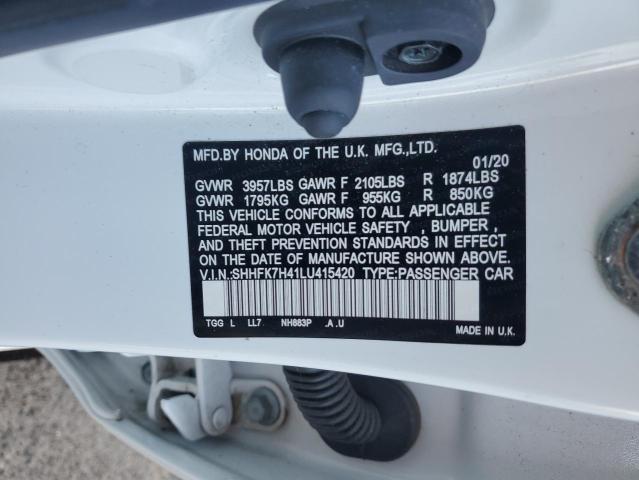 MFD.BY HONDA OF THE U.K. MFG.,LTD.
01/20
GVWR 3957LBS GAWR F 2105LBS R 1874LBS
GVWR 1795KG GAWR F 955KG R 850KG
THIS VEHICLE CONFORMS TO ALL APPLICABLE
FEDERAL MOTOR VEHICLE SAFETY , BUMPER ,
AND THEFT PREVENTION STANDARDS IN EFFECT
ON THE DATE OF MANUFACTURE SHOWN ABOVE.
V.I.N.:SHHFK7H41LU415420 TYPE:PASSENGER CAR
TGG L LL7 NH883P .A .U
MADE IN U.K.